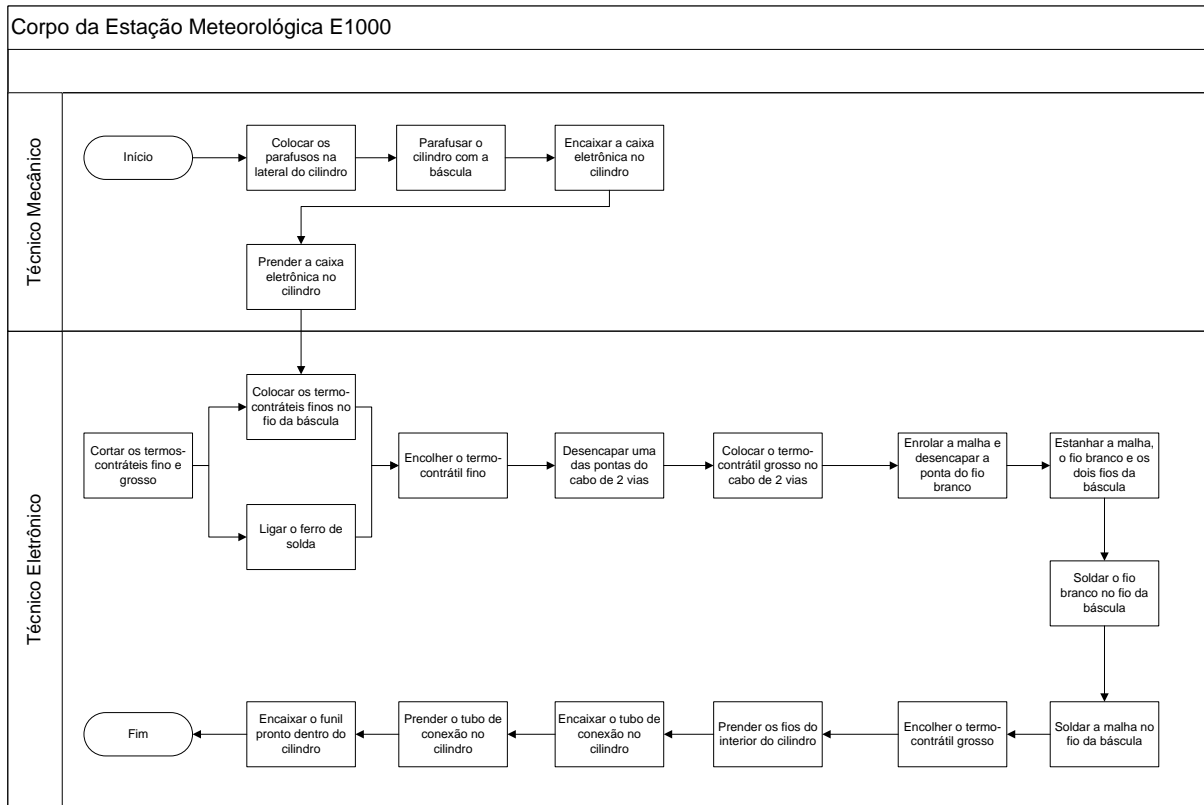 Corpo da Estação Meteorológica E1000
Técnico Mecânico
Início
Colocar os
parafusos na
lateral do cilindro
Parafusar o
cilindro com a
báscula
Encaixar a caixa
eletrônica no
cilindro
Prender a caixa
eletrônica no
cilindro
Técnico Eletrônico
Cortar os termos-
contráteis fino e
grosso
Colocar os termo-
contráteis finos no
fio da báscula
Ligar o ferro de
solda
Encolher o termo-
contrátil fino
Desencapar uma
das pontas do
cabo de 2 vias
Colocar o termo-
contrátil grosso no
cabo de 2 vias
Enrolar a malha e
desencapar a
ponta do fio
branco
Estanhar a malha,
o fio branco e os
dois fios da
báscula
Soldar o fio
branco no fio da
báscula
Soldar a malha no
fio da báscula
Encolher o termo-
contrátil grosso
Prender os fios do
interior do cilindro
Encaixar o tubo de
conexão no
cilindro
Prender o tubo de
conexão no
cilindro
Encaixar o funil
pronto dentro do
cilindro
Fim